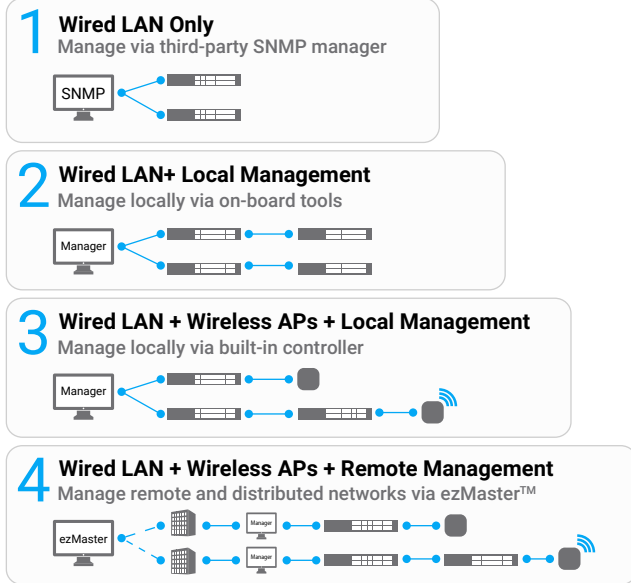 1 Wired LAN Only
Manage via third-party SNMP manager
SNMP
2 Wired LAN+ Local Management
Manage locally via on-board tools
Manager
3 Wired LAN + Wireless APs + Local Management
Manage locally via built-in controller
Manager
4 Wired LAN + Wireless APs + Remote Management
Manage remote and distributed networks via ezMaster™
Manager
ezMaster
Manager